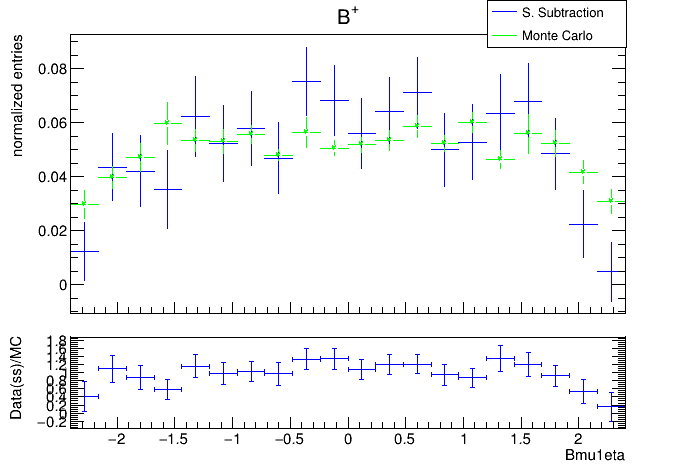 B+
S. Subtraction
Monte Carlo
normalized entries
0.08
0.06
0.04
0.02
0
Data(ss)/MC
1.8
1.6
1.4
1.2
1
0.8
0.6
0.4
0.2
0
−0.2
−2 −1.5 −1 −0.5 0 0.5 1 1.5 2
Bmu1eta